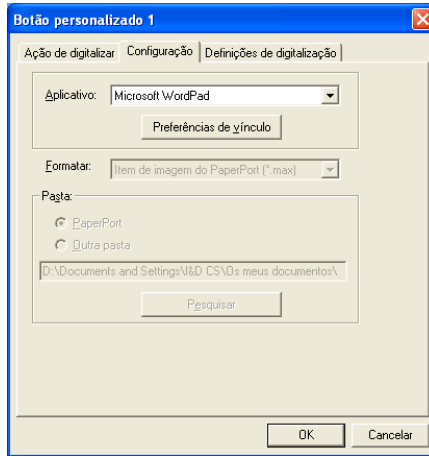 Botão personalizado 1
Ação de digitalizar Configuração Definições de digitalização
Aplicativo: Microsoft WordPad
Preferências de vínculo
Formatar: Item de imagem do PaperPort (*.max)
Pasta:
PaperPort
Outra pasta
D:\Documents and Settings\I&D CS\Os meus documentos\
Pesquisar
OK Cancelar